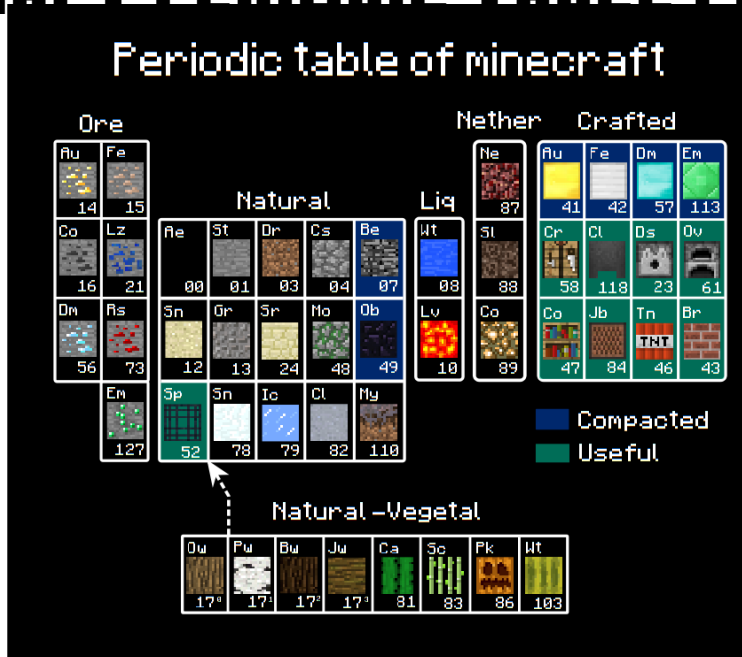 Periodic table of minecraft
Ore
Nether
Crafted
Au
Fe
Ne
Au
Fe
Dm
Em
14
15
Natural
Liq
87
41
42
57
113
Co
Lz
Ae
St
Dr
Cs
Be
Wt
Sl
Cr
Cl
Ds
Ov
16
21
00
01
03
04
07
08
88
58
118
23
61
Dm
Rs
Sn
Gr
Sr
Mo
Ob
Lv
Co
Co
Jb
Tn
Br
TNT
56
73
12
13
24
48
49
10
89
47
84
46
43
Em
Sp
Sn
Ic
Cl
My
Compacted
127
52
78
79
82
110
Useful
Natural-Vegetal
Ow
Pw
Bw
Jw
Ca
Sc
Pk
Wt
17⁰
17¹
17²
17³
81
83
86
103